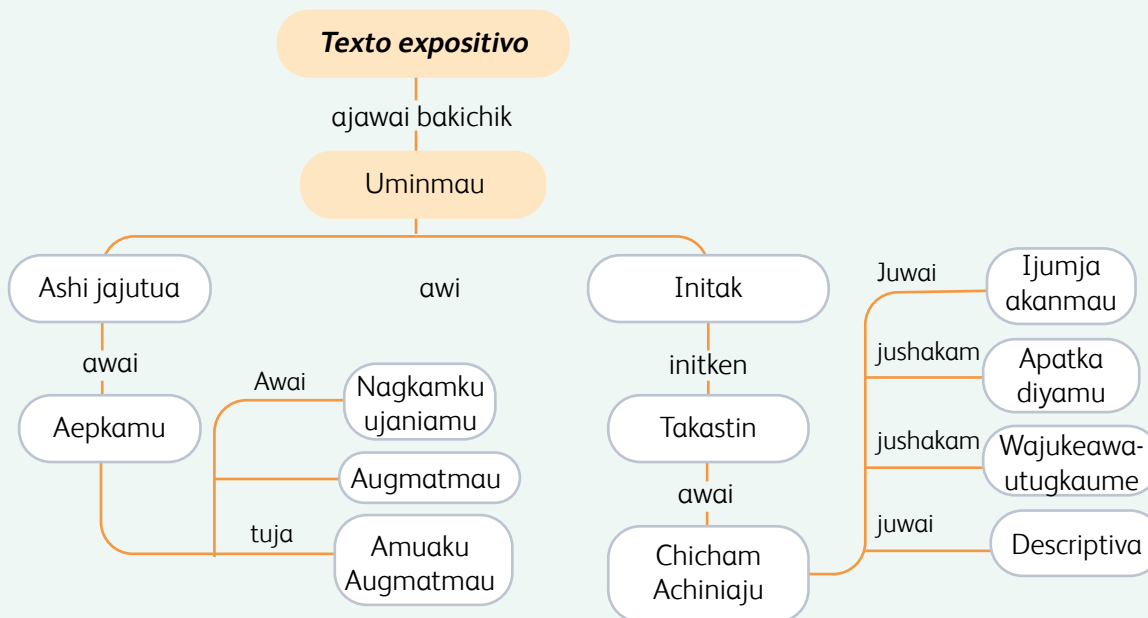 Texto expositivo
ajawai bakichik
Uminmau
Ashi jajutua
awi
Initak
awai
Aepkamu
Awai
Nagkamku
ujaniamu
Augmatmau
tuja
Amuaku
Augmatmau
initken
Takastin
awai
Chicham
Achiniaju
Juwai
Ijumja
akanmau
jushakam
Apatka
diyamu
jushakam
Wajukeawa-
utugkaume
juwai
Descriptiva